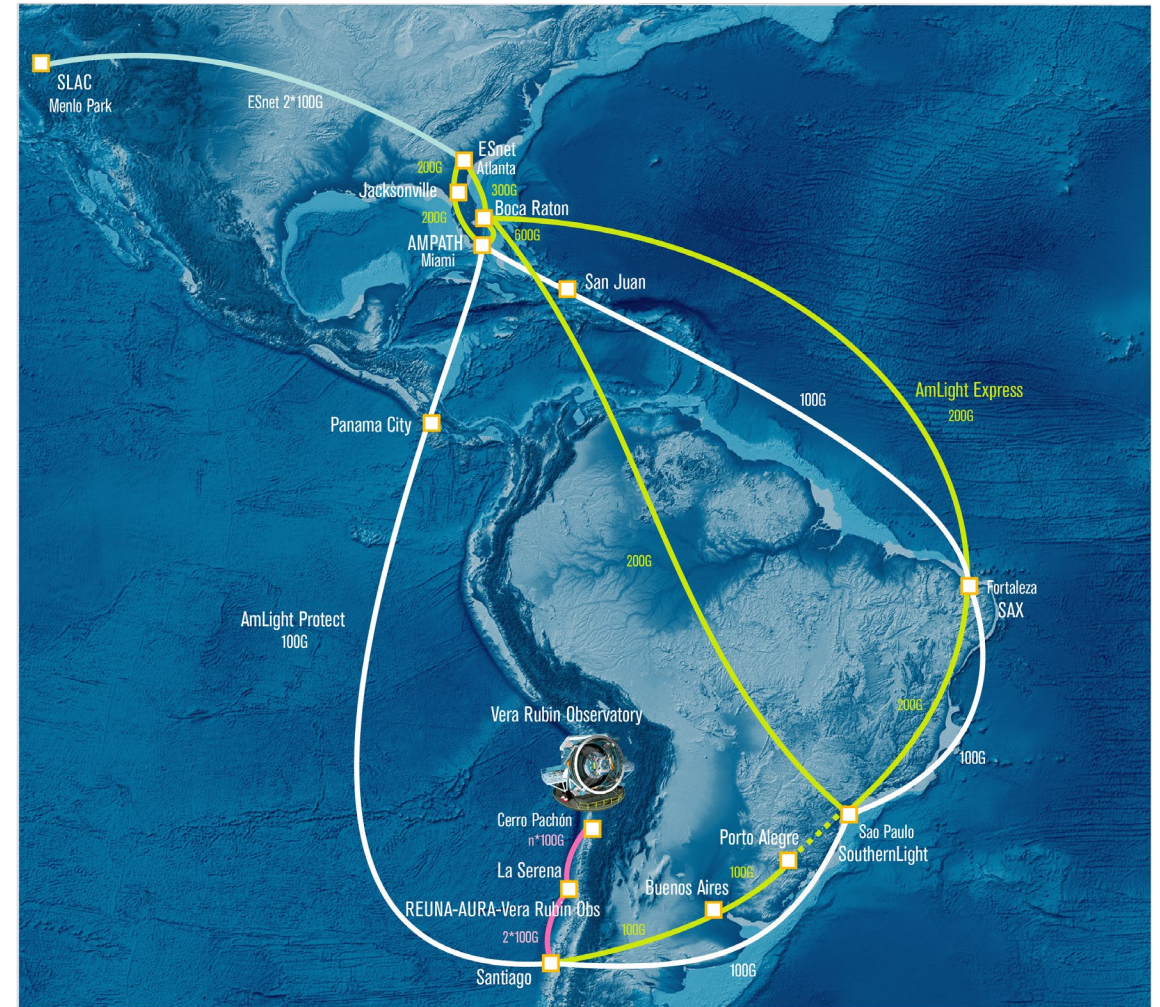 SLAC
Menlo Park
ESnet 2*100G
ESnet
Atlanta
200G
Jacksonville
300G
Boca Raton
200G
600G
AMPATH
Miami
San Juan
AmLight Express
200G
100G
Panama City
200G
Fortaleza
SAX
AmLight Protect
100G
200G
Vera Rubin Observatory
100G
Cerro Pachón
n*100G
Sao Paulo
SouthernLight
Porto Alegre
100G
La Serena
Buenos Aires
REUNA-AURA-Vera Rubin Obs
100G
2*100G
100G
Santiago